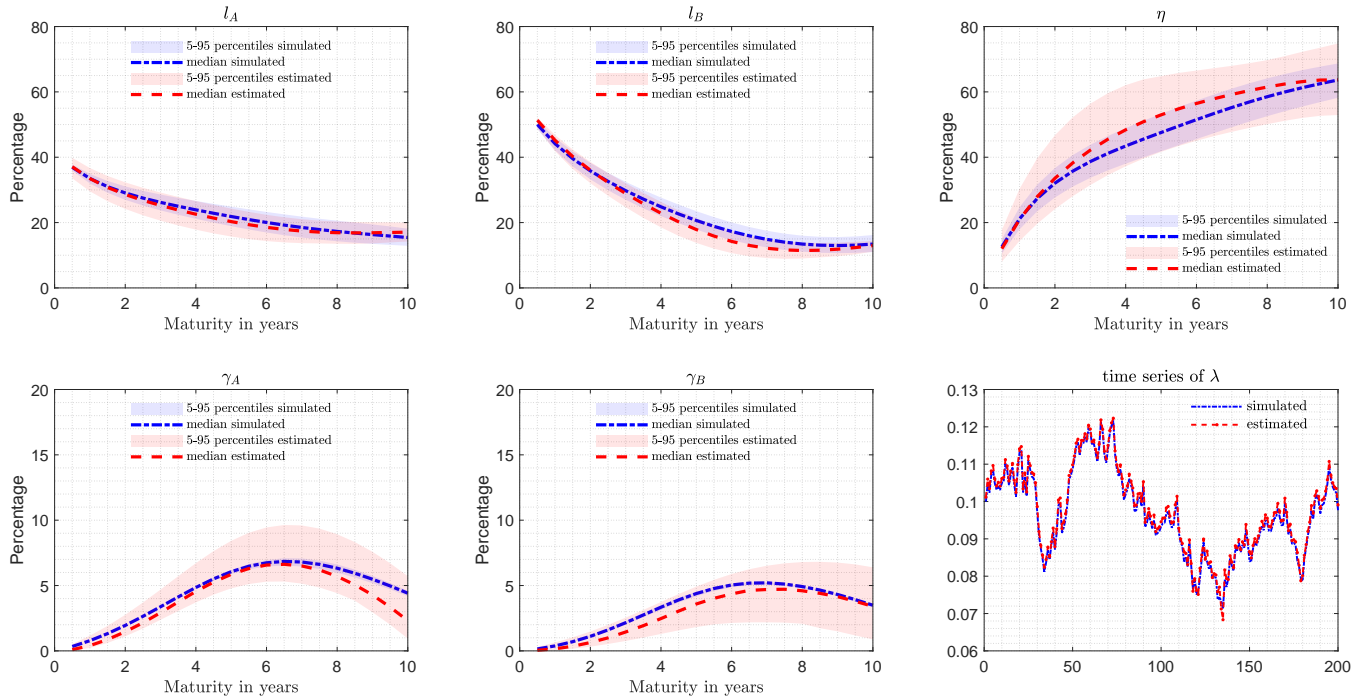 l_A
80
60
40
20
0
Percentage
5-95 percentiles simulated
median simulated
5-95 percentiles estimated
median estimated
0 2 4 6 8 10
Maturity in years
l_B
80
60
40
20
0
Percentage
5-95 percentiles simulated
median simulated
5-95 percentiles estimated
median estimated
0 2 4 6 8 10
Maturity in years
η
80
60
40
20
0
Percentage
5-95 percentiles simulated
median simulated
5-95 percentiles estimated
median estimated
0 2 4 6 8 10
Maturity in years
γ_A
20
15
10
5
0
Percentage
5-95 percentiles simulated
median simulated
5-95 percentiles estimated
median estimated
0 2 4 6 8 10
Maturity in years
γ_B
20
15
10
5
0
Percentage
5-95 percentiles simulated
median simulated
5-95 percentiles estimated
median estimated
0 2 4 6 8 10
Maturity in years
time series of λ
0.13
0.12
0.11
0.1
0.09
0.08
0.07
0.06
simulated
estimated
0 50 100 150 200